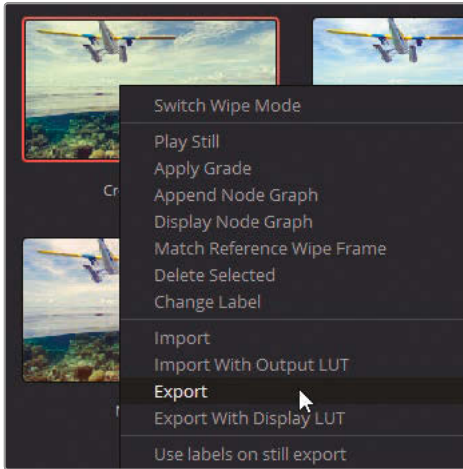 Switch Wipe Mode
Play Still
Apply Grade
Append Node Graph
Display Node Graph
Match Reference Wipe Frame
Delete Selected
Change Label
Cr
Import
Import With Output LUT
Export
Export With Display LUT
Use labels on still export